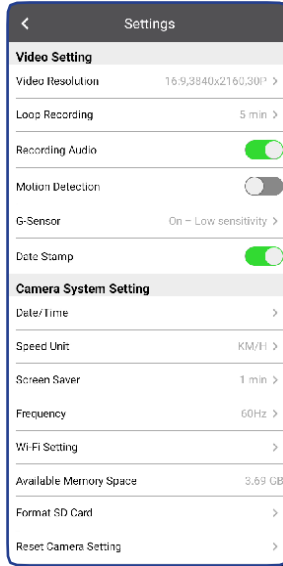 Settings
Video Setting
Video Resolution 16:9,3840x2160,30P >
Loop Recording 5 min >
Recording Audio
Motion Detection
G-Sensor On – Low sensitivity >
Date Stamp
Camera System Setting
Date/Time >
Speed Unit KM/H >
Screen Saver 1 min >
Frequency 60Hz >
Wi-Fi Setting >
Available Memory Space 3.69 GB
Format SD Card >
Reset Camera Setting >